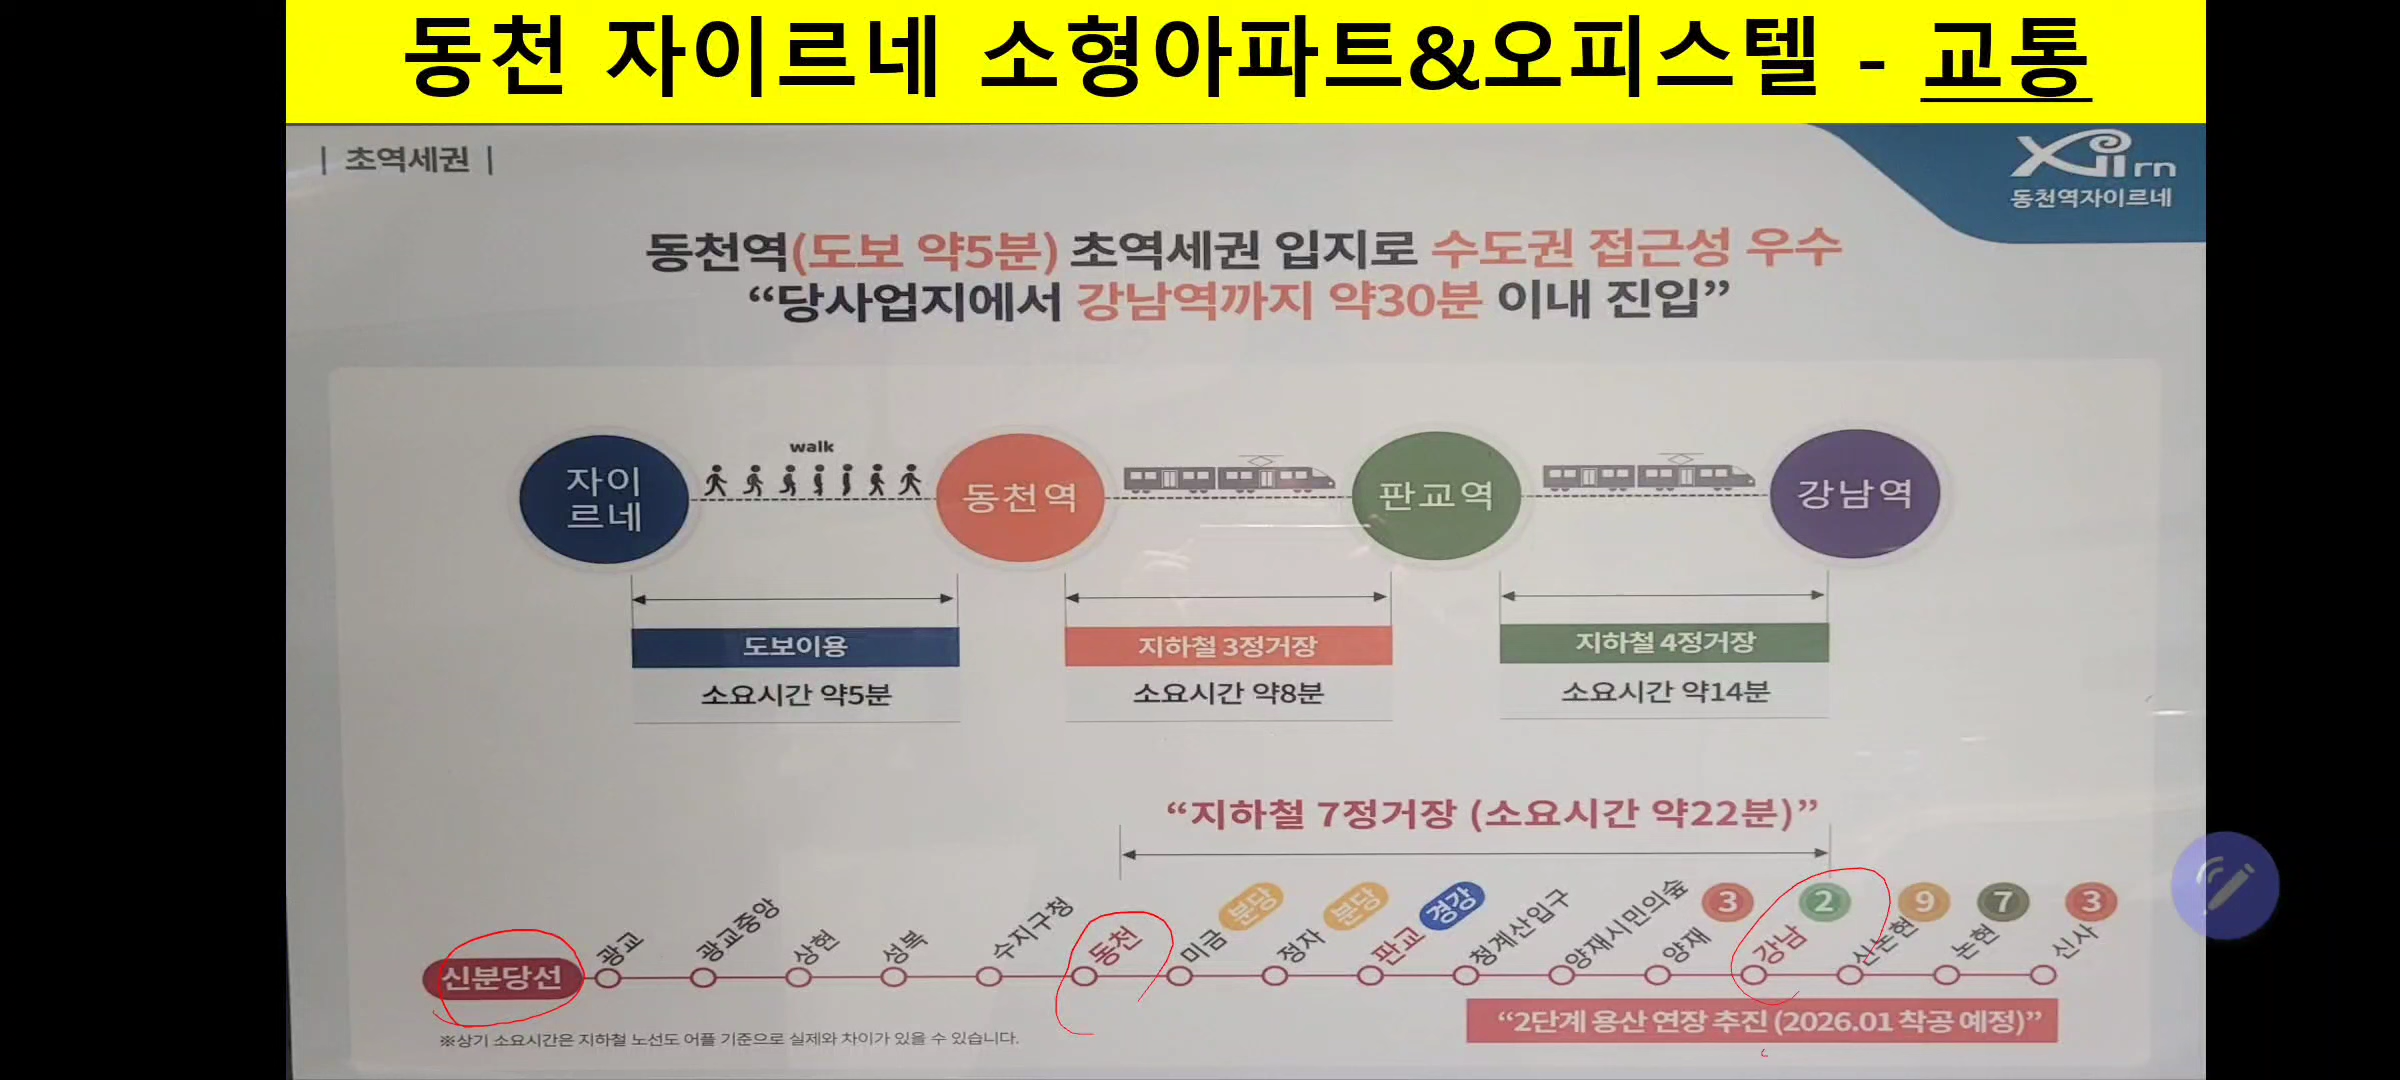 동천 자이르네 소형아파트&오피스텔 - 교통
| 초역세권 |
Xii rn
동천역자이르네
동천역(도보 약5분) 초역세권 입지로 수도권 접근성 우수
“당사업지에서 강남역까지 약30분 이내 진입”
walk
자이
르네
동천역
판교역
강남역
도보이용
지하철 3정거장
지하철 4정거장
소요시간 약5분
소요시간 약8분
소요시간 약14분
“지하철 7정거장 (소요시간 약22분)”
분당
분당
경강
3
2
9
7
3
신분당선
광교
광교중앙
상현
성복
수지구청
동천
미금
정자
판교
청계산입구
양재시민의숲
양재
강남
신논현
논현
신사
“2단계 용산 연장 추진 (2026.01 착공 예정)”
※상기 소요시간은 지하철 노선도 어플 기준으로 실제와 차이가 있을 수 있습니다.